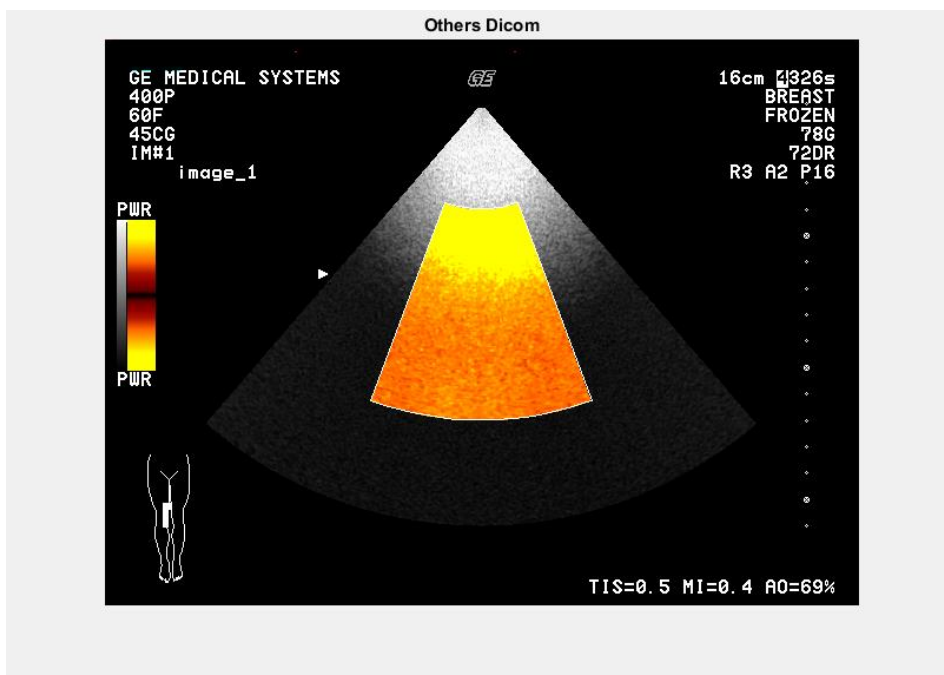 Others Dicom
GE MEDICAL SYSTEMS
400P
60F
45CG
IM#1
image_1
GE
16cm 4326s
BREAST
FROZEN
78G
72DR
R3 A2 P16
PWR
PWR
TIS=0.5 MI=0.4 AO=69%